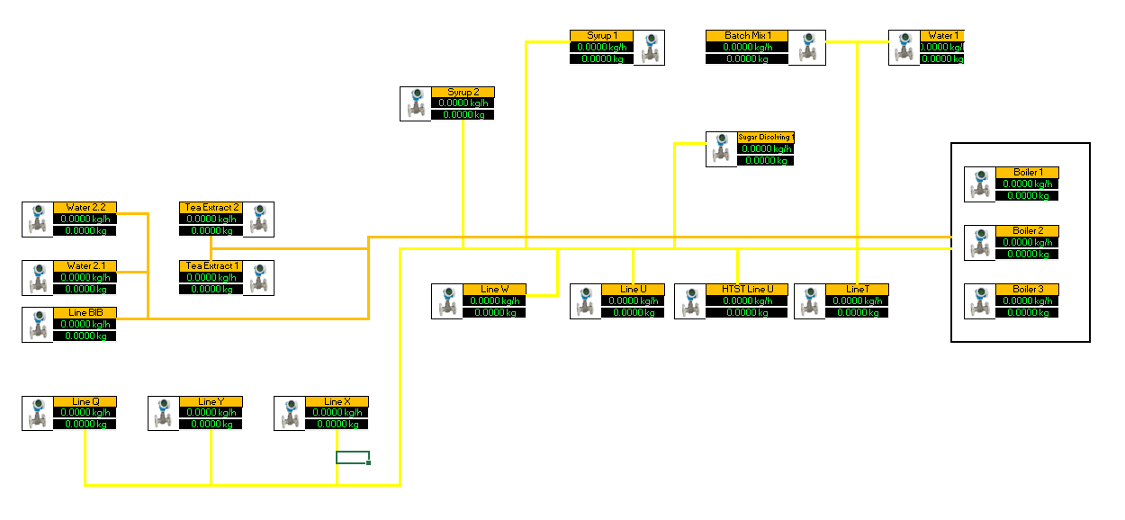 Syrup 1
0.0000 kg/h
0.0000 kg
Batch Mix 1
0.0000 kg/h
0.0000 kg
Water 1
0.0000 kg/
0.0000 kg
Syrup 2
0.0000 kg/h
0.0000 kg
Sugar Disolving 1
0.0000 kg/h
0.0000 kg
Boiler 1
0.0000 kg/h
0.0000 kg
Water 2.2
0.0000 kg/h
0.0000 kg
Tea Extract 2
0.0000 kg/h
0.0000 kg
Boiler 2
0.0000 kg/h
0.0000 kg
Water 2.1
0.0000 kg/h
0.0000 kg
Tea Extract 1
0.0000 kg/h
0.0000 kg
Line W
0.0000 kg/h
0.0000 kg
Line U
0.0000 kg/h
0.0000 kg
HTST Line U
0.0000 kg/h
0.0000 kg
Line T
0.0000 kg/h
0.0000 kg
Boiler 3
0.0000 kg/h
0.0000 kg
Line BIB
0.0000 kg/h
0.0000 kg
Line Q
0.0000 kg/h
0.0000 kg
Line Y
0.0000 kg/h
0.0000 kg
Line X
0.0000 kg/h
0.0000 kg